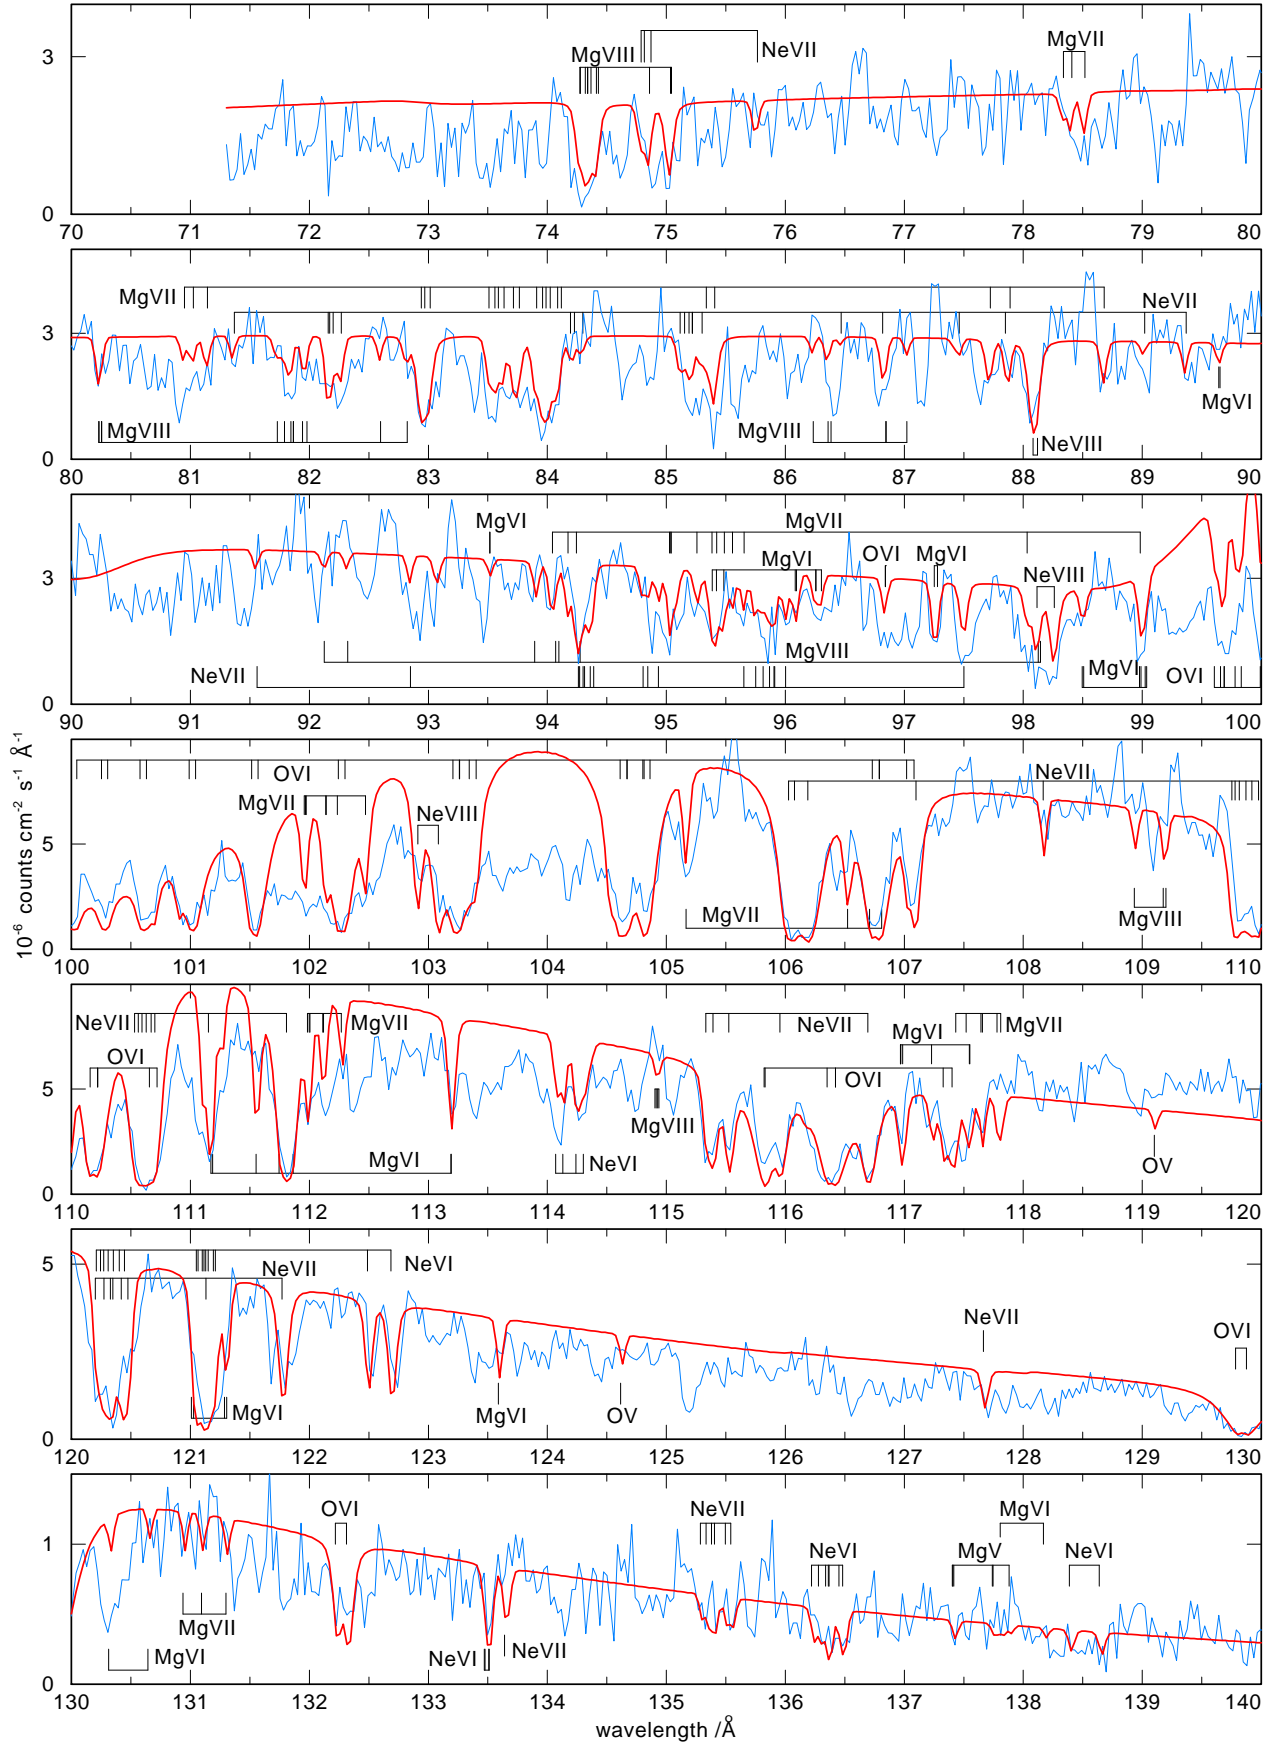 MgVIII
NeVII
MgVII
3
0
70 71 72 73 74 75 76 77 78 79 80
MgVII
NeVII
3
MgVI
MgVIII
MgVIII
NeVIII
0
80 81 82 83 84 85 86 87 88 89 90
MgVI
MgVII
MgVI
OVI
MgVI
NeVIII
3
MgVIII
NeVII
MgVI
OVI
0
90 91 92 93 94 95 96 97 98 99 100
OVI
NeVII
MgVII
NeVIII
5
MgVII
MgVIII
0
100 101 102 103 104 105 106 107 108 109 110
10⁻⁶ counts cm⁻² s⁻¹ Å⁻¹
NeVII
MgVII
NeVII
MgVI
MgVII
OVI
OVI
5
MgVIII
MgVI
NeVI
OV
0
110 111 112 113 114 115 116 117 118 119 120
NeVI
NeVII
5
NeVII
OVI
MgVI
MgVI
OV
0
120 121 122 123 124 125 126 127 128 129 130
OVI
NeVII
MgVI
1
NeVI
MgV
NeVI
MgVII
MgVI
NeVI
NeVII
0
130 131 132 133 134 135 136 137 138 139 140
wavelength /Å